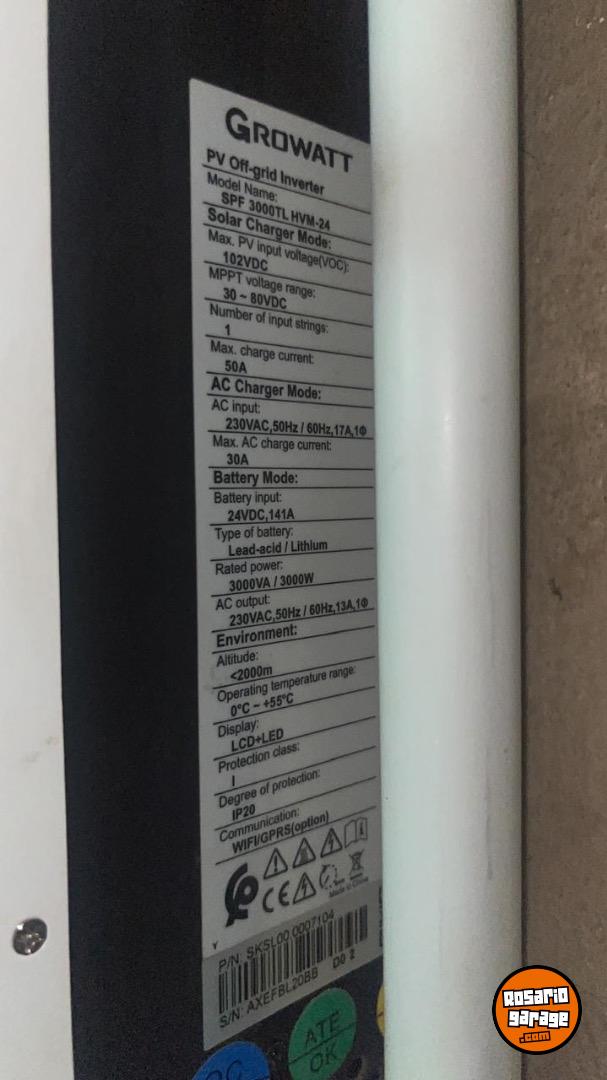 GROWATT
PV Off-grid Inverter
Model Name:
SPF 3000TL HVM-24
Solar Charger Mode:
Max. PV input voltage(VOC):
102VDC
MPPT voltage range:
30 ~ 80VDC
Number of input strings:
1
Max. charge current:
50A
AC Charger Mode:
AC input:
230VAC,50Hz / 60Hz,17A,1Φ
Max. AC charge current:
30A
Battery Mode:
Battery input:
24VDC,141A
Type of battery:
Lead-acid / Lithium
Rated power:
3000VA / 3000W
AC output:
230VAC,50Hz / 60Hz,13A,1Φ
Environment:
Altitude:
<2000m
Operating temperature range:
0°C ~ +55°C
Display:
LCD+LED
Protection class:
I
Degree of protection:
IP20
Communication:
WIFI/GPRS(option)
CE
Made in China
Y
P/N: SKSL00.0007104
S/N: AXEFBL20BB D0 2
ATE
OK
QC
Rosario
garage
.com